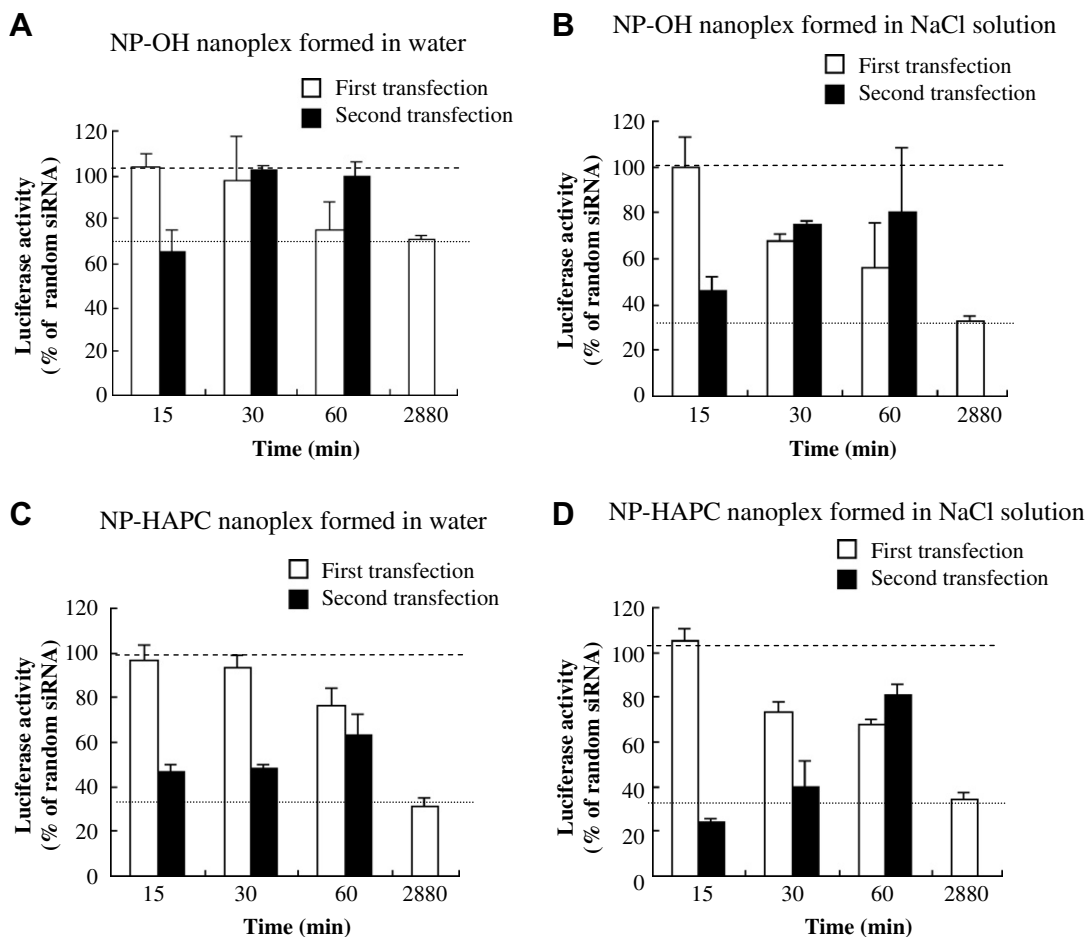 A
NP-OH nanoplex formed in water
First transfection
Second transfection
Luciferase activity
(% of random siRNA)
120
100
80
60
40
20
0
15 30 60 2880
Time (min)
B
NP-OH nanoplex formed in NaCl solution
First transfection
Second transfection
Luciferase activity
(% of random siRNA)
120
100
80
60
40
20
0
15 30 60 2880
Time (min)
C
NP-HAPC nanoplex formed in water
First transfection
Second transfection
Luciferase activity
(% of random siRNA)
120
100
80
60
40
20
0
15 30 60 2880
Time (min)
D
NP-HAPC nanoplex formed in NaCl solution
First transfection
Second transfection
Luciferase activity
(% of random siRNA)
120
100
80
60
40
20
0
15 30 60 2880
Time (min)